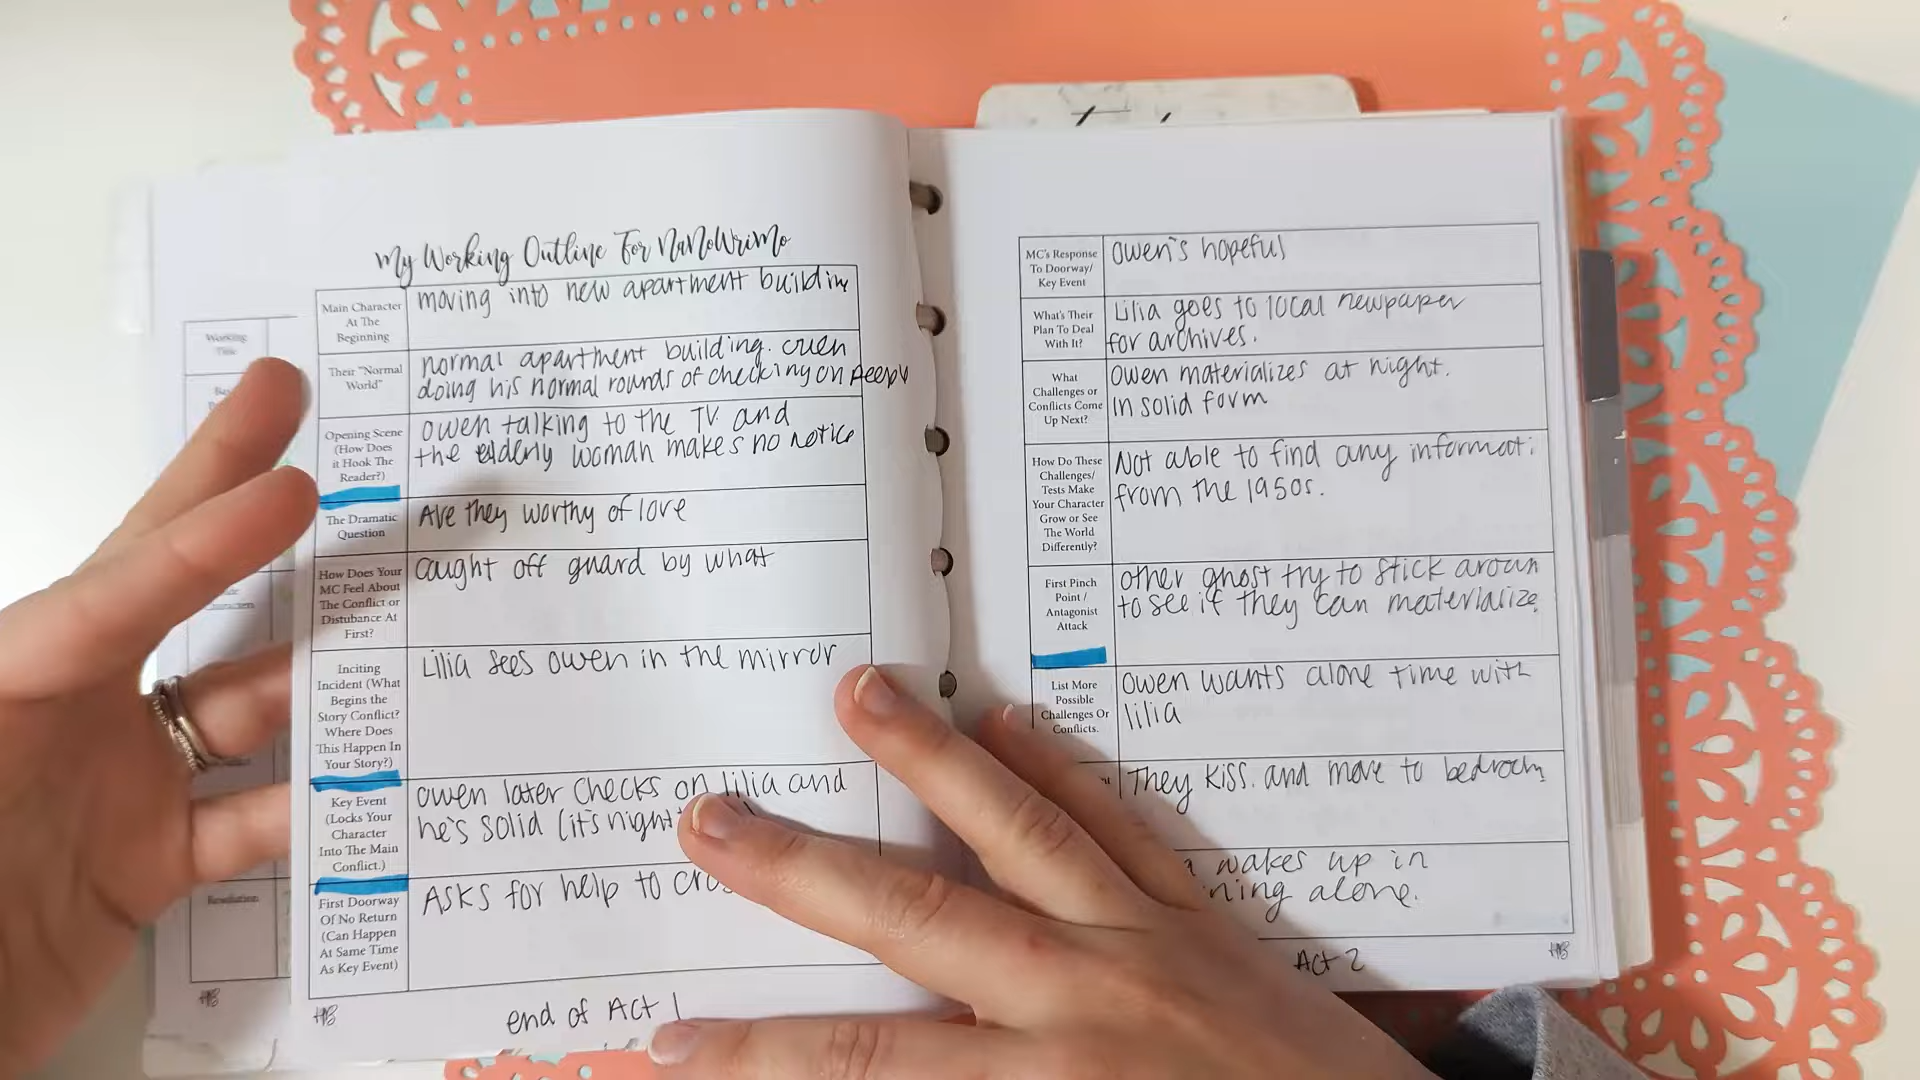 My Working Outline For NaNoWriMo
Main Character
At The
Beginning
moving into new apartment buildin
Their "Normal
World"
normal apartment building. owen
doing his normal rounds of checking on people
Opening Scene
(How Does
it Hook The
Reader?)
owen talking to the TV and
the elderly woman makes no notice
The Dramatic
Question
Are they worthy of love
How Does Your
MC Feel About
The Conflict or
Distubance At
First?
caught off guard by what
Inciting
Incident (What
Begins the
Story Conflict?
Where Does
This Happen In
Your Story?)
Lilia sees owen in the mirror
Key Event
(Locks Your
Character
Into The Main
Conflict.)
owen later checks on lilia and
he's solid (it's night
First Doorway
Of No Return
(Can Happen
At Same Time
As Key Event)
Asks for help to
HB
end of Act 1
Working
Title
Resolution
HB
MC's Response
To Doorway/
Key Event
Owen's hopeful
What's Their
Plan To Deal
With It?
Lilia goes to local newpaper
for archives.
What
Challenges or
Conflicts Come
Up Next?
Owen materializes at night.
In solid form
How Do These
Challenges/
Tests Make
Your Character
Grow or See
The World
Differently?
Not able to find any informati
from the 1950s.
First Pinch
Point /
Antagonist
Attack
other ghost try to stick aroun
to see if they can materialize.
List More
Possible
Challenges Or
Conflicts.
Owen wants alone time with
lilia
They kiss. and move to bedroom
wakes up in
ning alone.
Act 2
HB